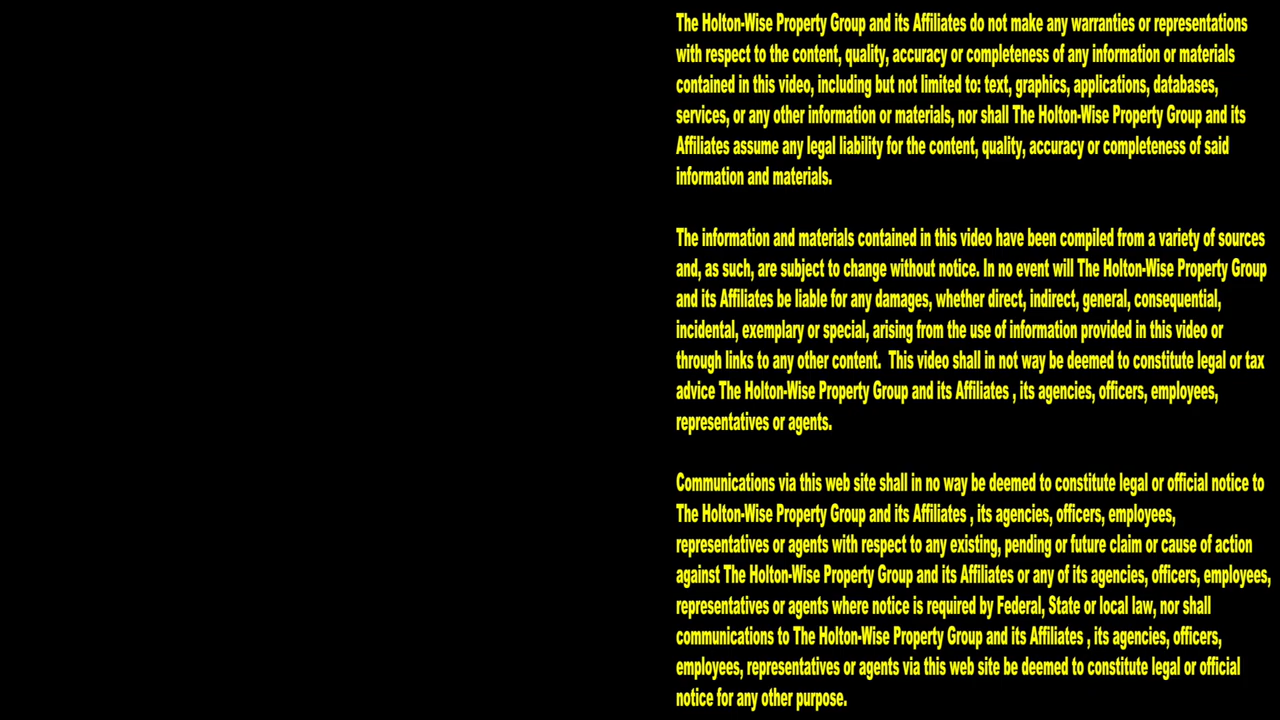 The Holton-Wise Property Group and its Affiliates do not make any warranties or representations
with respect to the content, quality, accuracy or completeness of any information or materials
contained in this video, including but not limited to: text, graphics, applications, databases,
services, or any other information or materials, nor shall The Holton-Wise Property Group and its
Affiliates assume any legal liability for the content, quality, accuracy or completeness of said
information and materials.
The information and materials contained in this video have been compiled from a variety of sources
and, as such, are subject to change without notice. In no event will The Holton-Wise Property Group
and its Affiliates be liable for any damages, whether direct, indirect, general, consequential,
incidental, exemplary or special, arising from the use of information provided in this video or
through links to any other content.  This video shall in not way be deemed to constitute legal or tax
advice The Holton-Wise Property Group and its Affiliates , its agencies, officers, employees,
representatives or agents.
Communications via this web site shall in no way be deemed to constitute legal or official notice to
The Holton-Wise Property Group and its Affiliates , its agencies, officers, employees,
representatives or agents with respect to any existing, pending or future claim or cause of action
against The Holton-Wise Property Group and its Affiliates or any of its agencies, officers, employees,
representatives or agents where notice is required by Federal, State or local law, nor shall
communications to The Holton-Wise Property Group and its Affiliates , its agencies, officers,
employees, representatives or agents via this web site be deemed to constitute legal or official
notice for any other purpose.